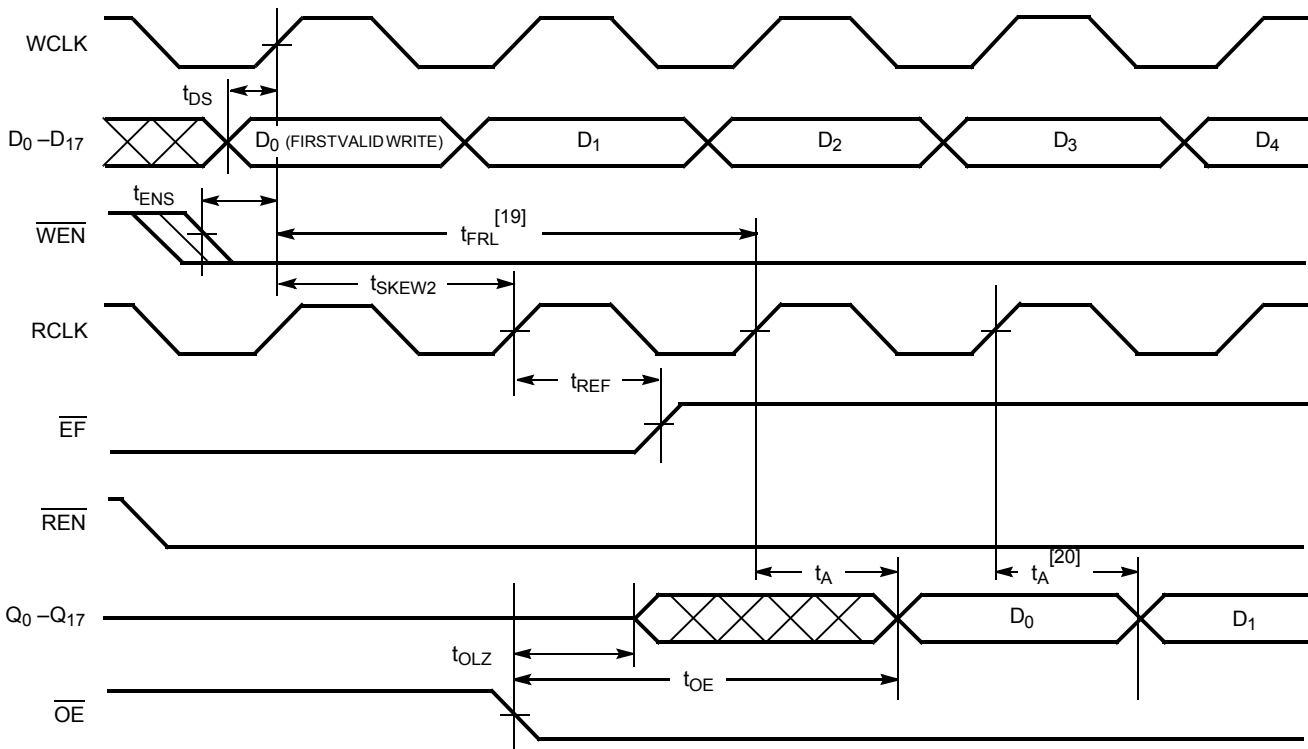 WCLK
tDS
D0 –D17
D0 (FIRSTVALID WRITE)
D1
D2
D3
D4
tENS
WEN
tFRL[19]
tSKEW2
RCLK
tREF
EF
REN
tA
tA[20]
Q0 –Q17
D0
D1
tOLZ
tOE
OE